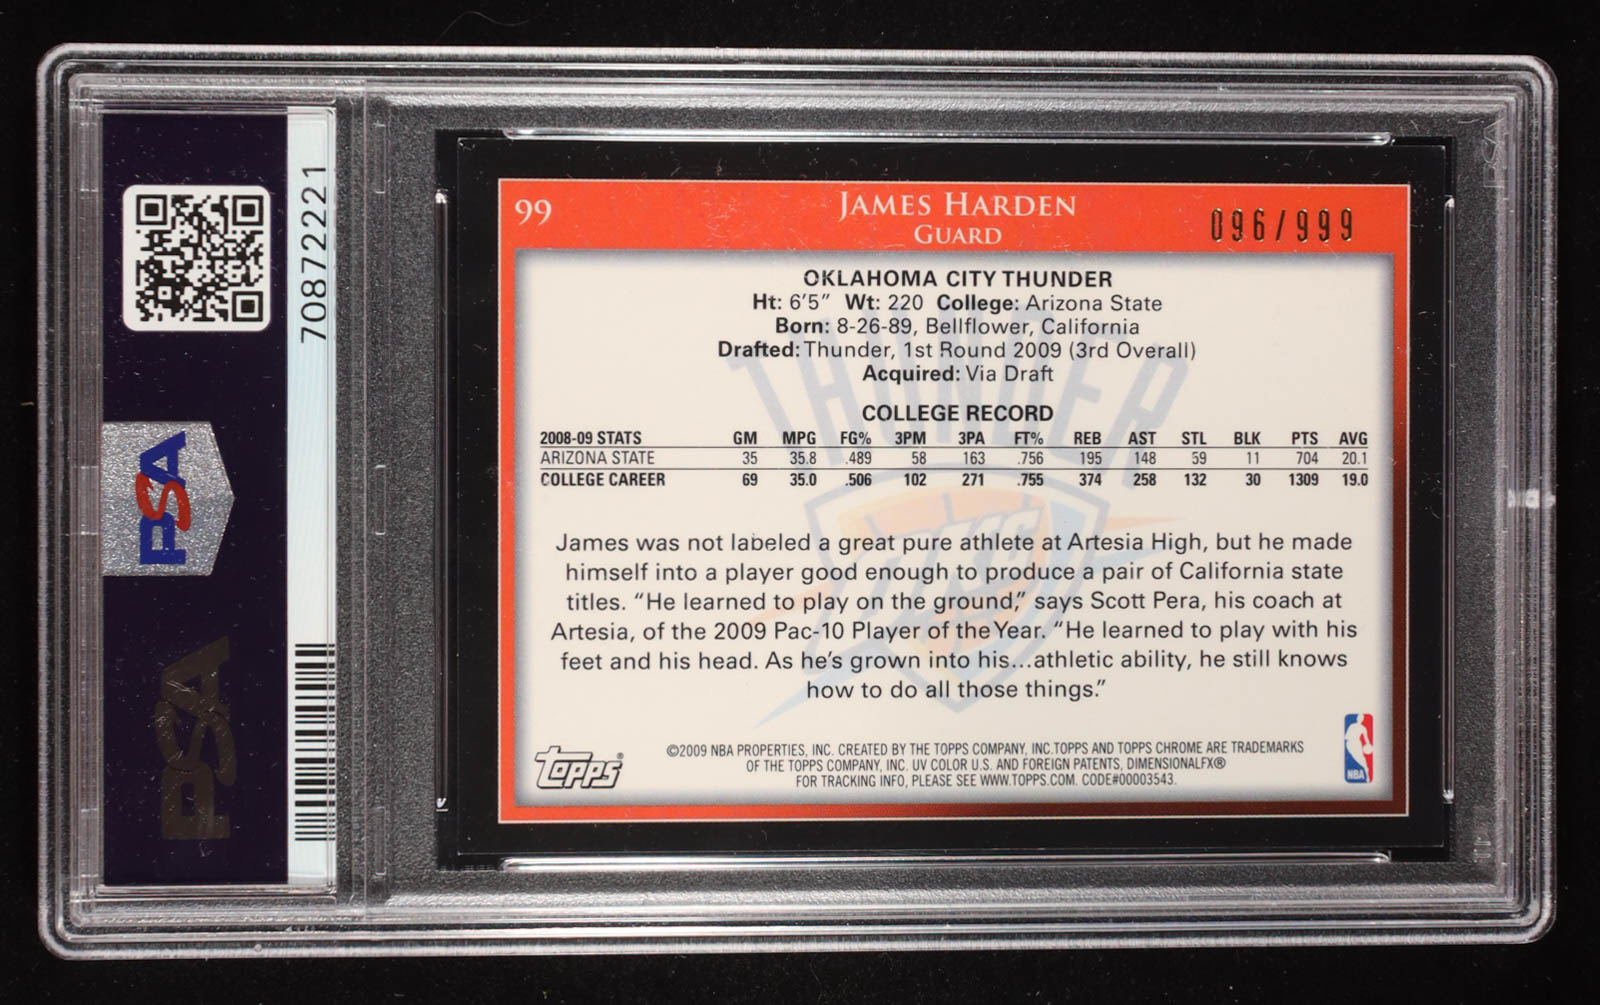 99
JAMES HARDEN
GUARD
096/999
OKLAHOMA CITY THUNDER
Ht: 6'5" Wt: 220 College: Arizona State
Born: 8-26-89, Bellflower, California
Drafted: Thunder, 1st Round 2009 (3rd Overall)
Acquired: Via Draft
COLLEGE RECORD
2008-09 STATS GM MPG FG% 3PM 3PA FT% REB AST STL BLK PTS AVG
ARIZONA STATE 35 35.8 .489 58 163 .756 195 148 59 11 704 20.1
COLLEGE CAREER 69 35.0 .506 102 271 .755 374 258 132 30 1309 19.0
James was not labeled a great pure athlete at Artesia High, but he made
himself into a player good enough to produce a pair of California state
titles. "He learned to play on the ground," says Scott Pera, his coach at
Artesia, of the 2009 Pac-10 Player of the Year. "He learned to play with his
feet and his head. As he's grown into his...athletic ability, he still knows
how to do all those things."
Topps®
©2009 NBA PROPERTIES, INC. CREATED BY THE TOPPS COMPANY, INC. TOPPS AND TOPPS CHROME ARE TRADEMARKS
OF THE TOPPS COMPANY, INC. UV COLOR U.S. AND FOREIGN PATENTS, DIMENSIONALFX®
FOR TRACKING INFO, PLEASE SEE WWW.TOPPS.COM. CODE#00003543.
NBA
THUNDER
OKC
70872221
PSA
PSA